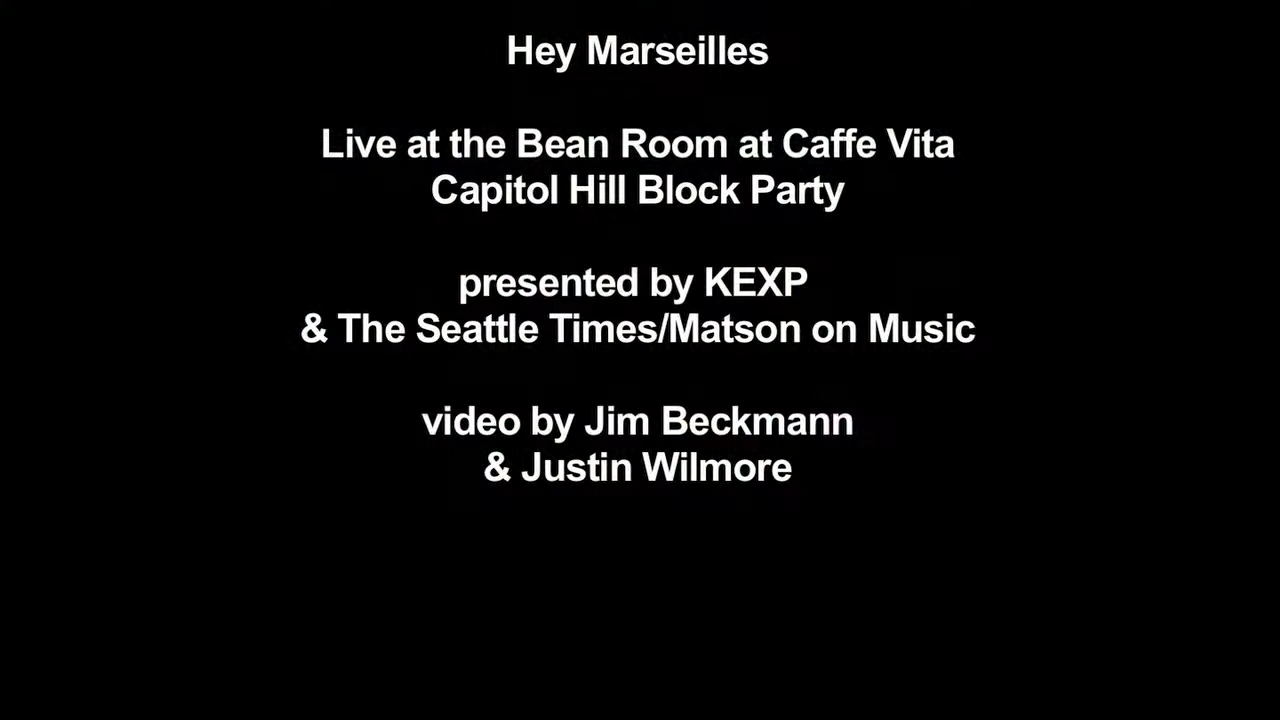 Hey Marseilles
Live at the Bean Room at Caffe Vita
Capitol Hill Block Party
presented by KEXP
& The Seattle Times/Matson on Music
video by Jim Beckmann
& Justin Wilmore